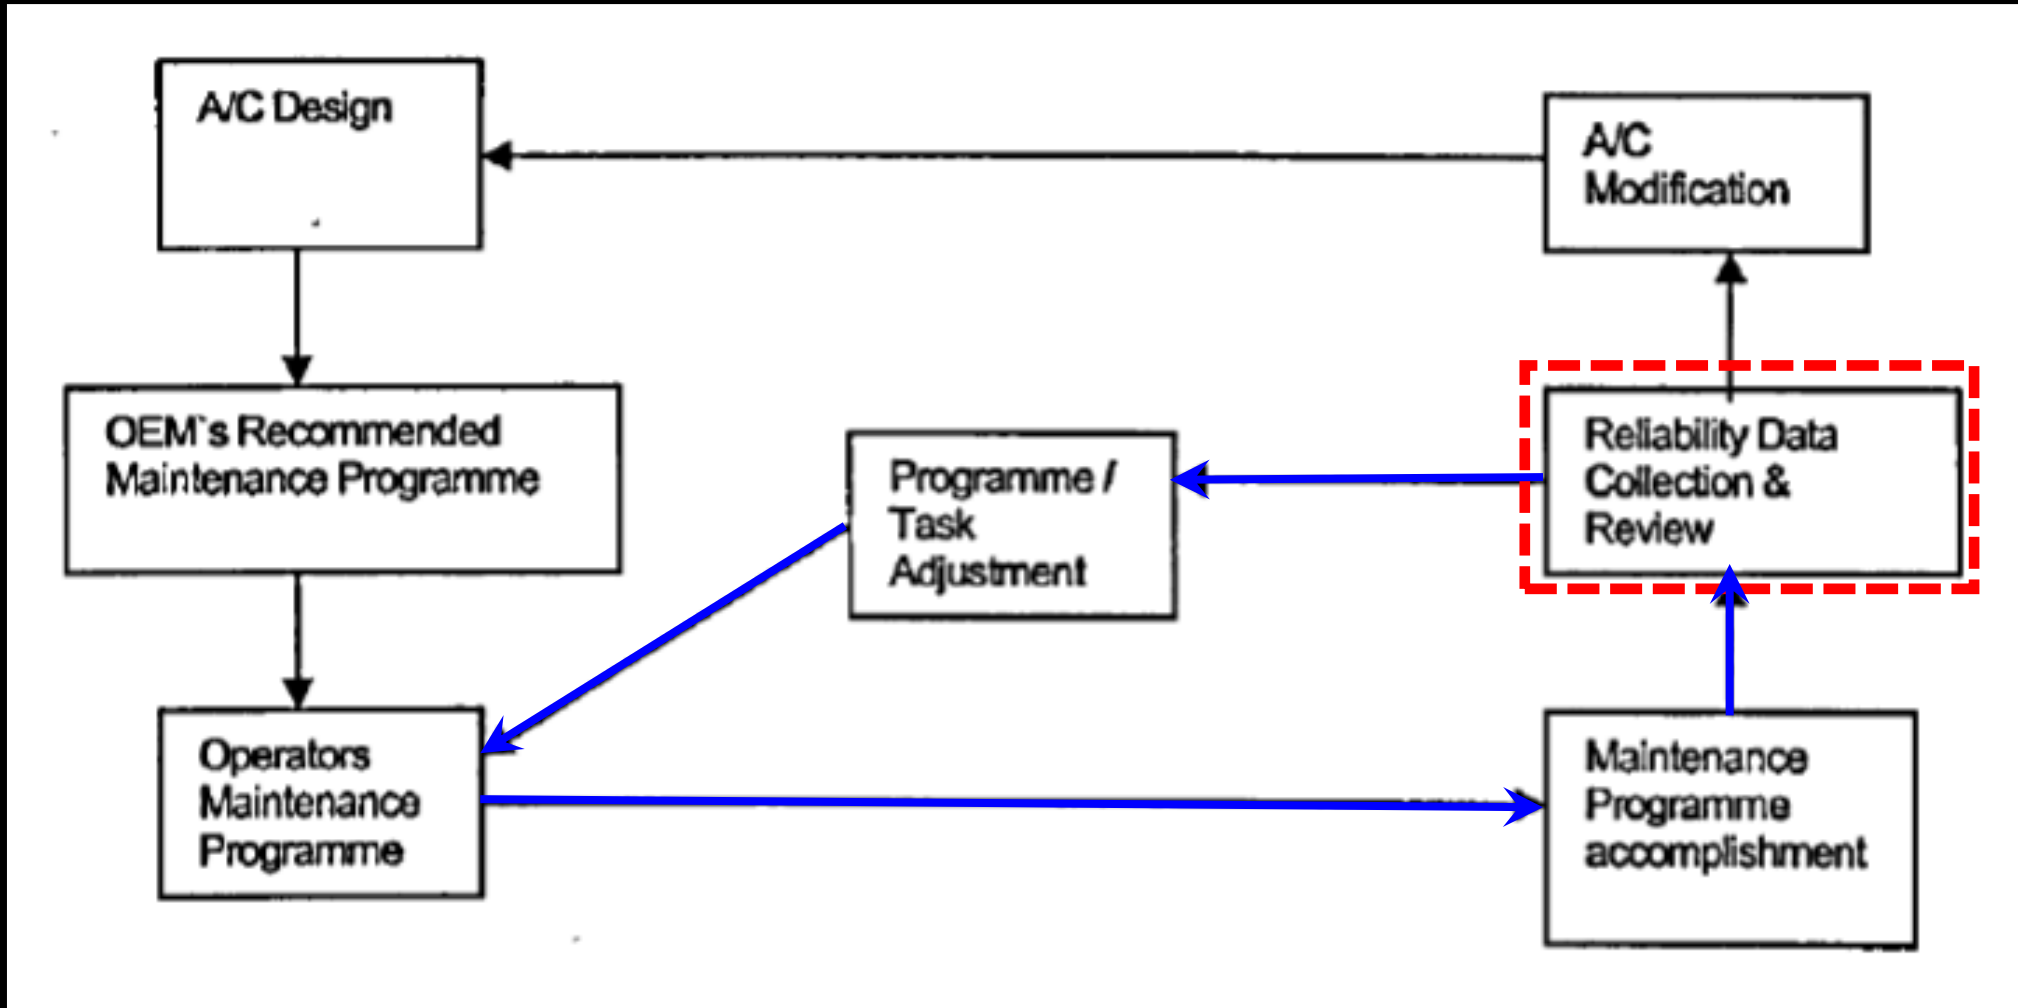 A/C Design
A/C
Modification
OEM`s Recommended
Maintenance Programme
Programme /
Task
Adjustment
Reliability Data
Collection &
Review
Operators
Maintenance
Programme
Maintenance
Programme
accomplishment